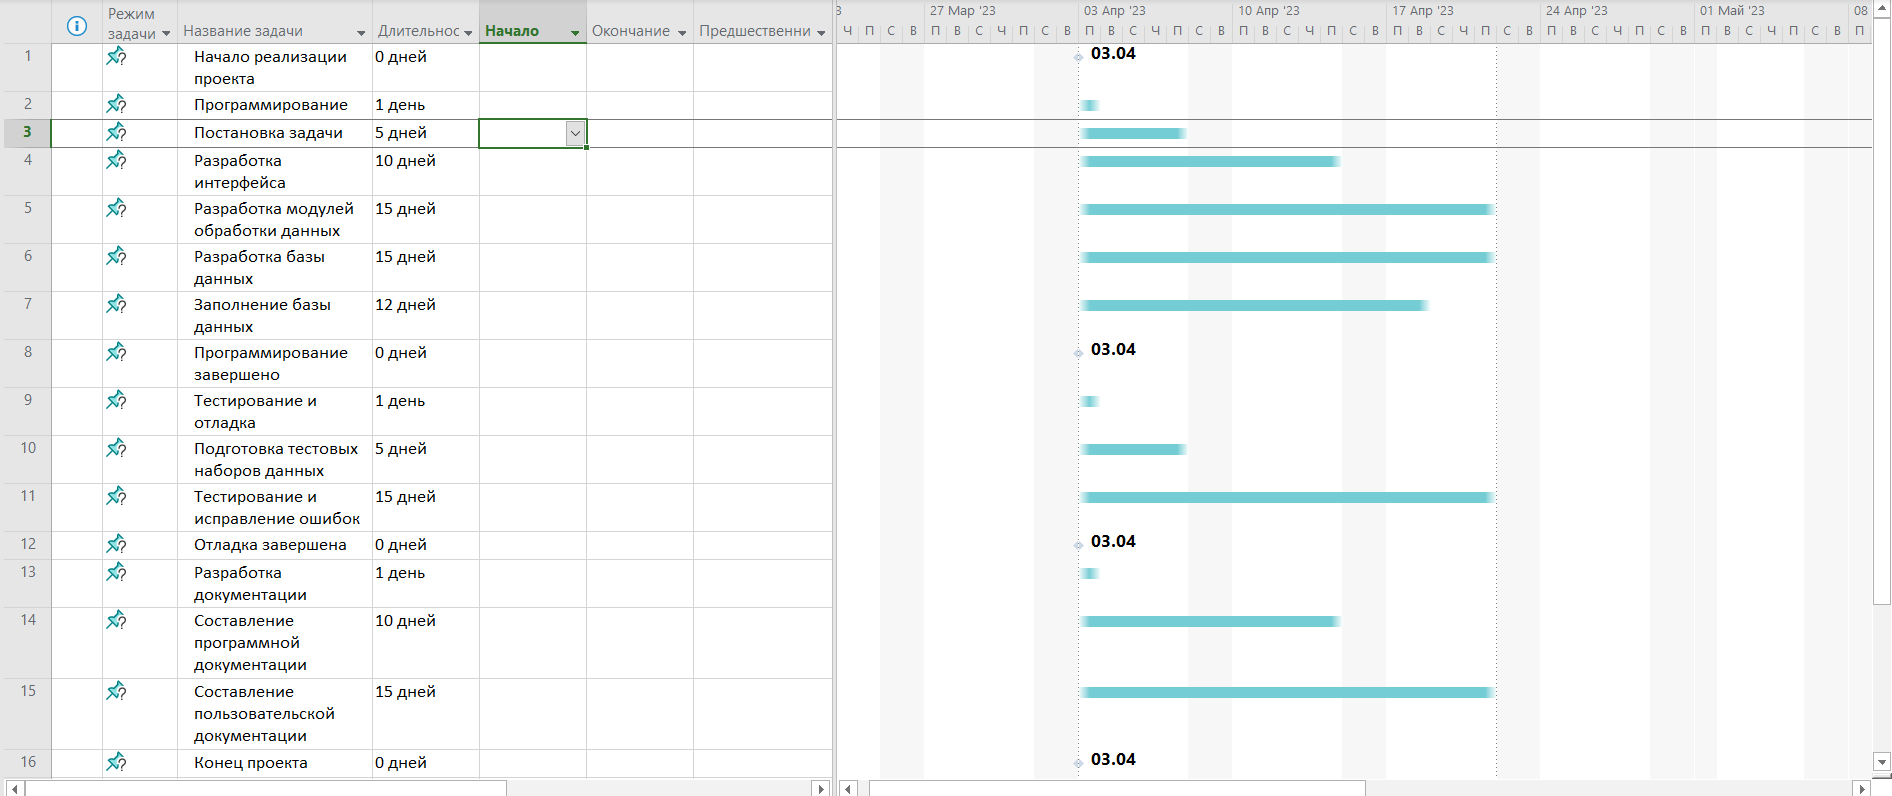 Режим задачи
Название задачи
Длительнос
Начало
Окончание
Предшественни
3
27 Мар '23
03 Апр '23
10 Апр '23
17 Апр '23
24 Апр '23
01 Май '23
08
Ч П С В П В С Ч П С В П В С Ч П С В П В С Ч П С В П В С Ч П С В П В С Ч П С В П В С Ч П С В П
1 Начало реализации 0 дней 03.04
проекта
2 Программирование 1 день
3 Постановка задачи 5 дней
4 Разработка 10 дней
интерфейса
5 Разработка модулей 15 дней
обработки данных
6 Разработка базы 15 дней
данных
7 Заполнение базы 12 дней
данных
8 Программирование 0 дней 03.04
завершено
9 Тестирование и 1 день
отладка
10 Подготовка тестовых 5 дней
наборов данных
11 Тестирование и 15 дней
исправление ошибок
12 Отладка завершена 0 дней 03.04
13 Разработка 1 день
документации
14 Составление 10 дней
программной
документации
15 Составление 15 дней
пользовательской
документации
16 Конец проекта 0 дней 03.04